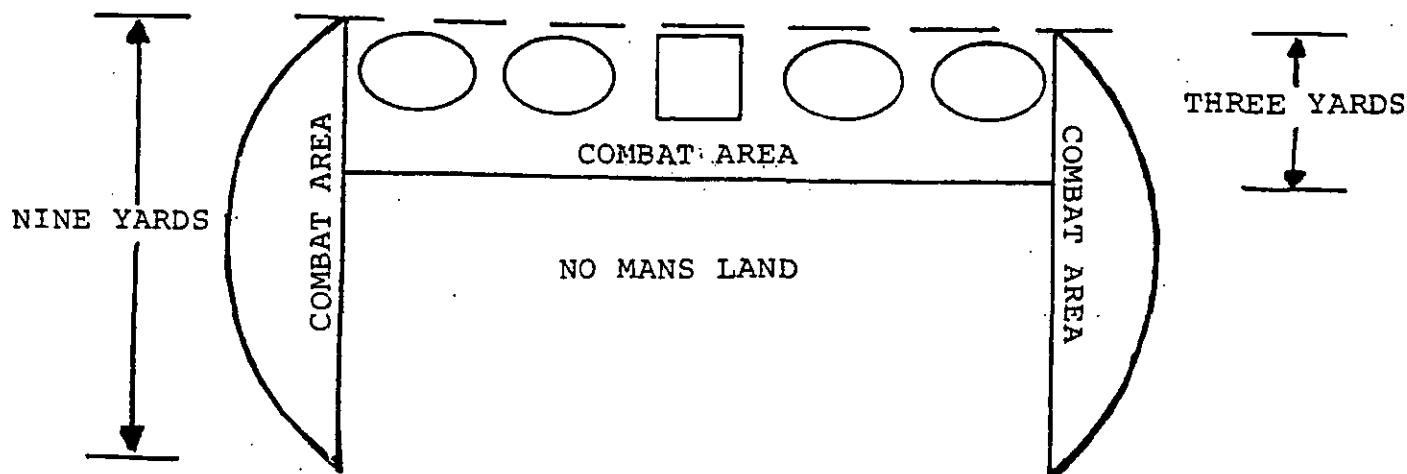 THREE YARDS
COMBAT AREA
COMBAT AREA
COMBAT AREA
NINE YARDS
NO MANS LAND